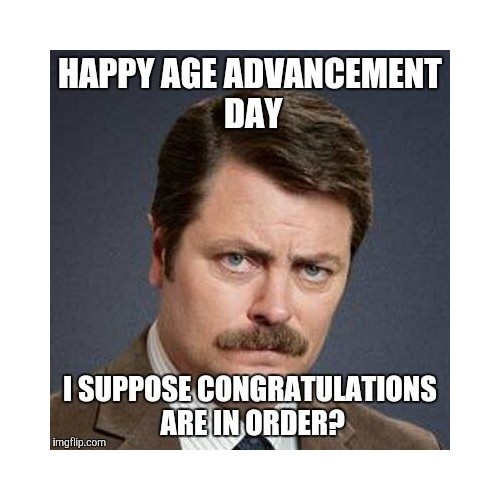 HAPPY AGE ADVANCEMENT
DAY
I SUPPOSE CONGRATULATIONS
ARE IN ORDER?
imgflip.com